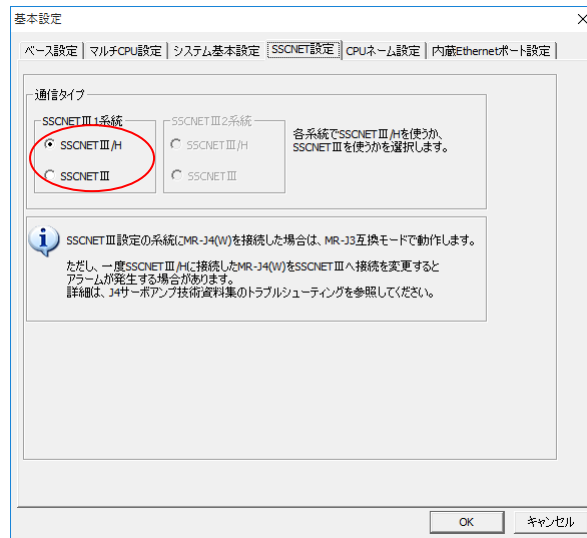 基本設定
ベース設定 マルチCPU設定 システム基本設定 SSCNET設定 CPUネーム設定 内蔵Ethernetポート設定
通信タイプ
SSCNETⅢ1系統
SSCNETⅢ/H
SSCNETⅢ
SSCNETⅢ2系統
SSCNETⅢ/H
SSCNETⅢ
各系統でSSCNETⅢ/Hを使うか、
SSCNETⅢを使うかを選択します。
SSCNETⅢ設定の系統にMR-J4(W)を接続した場合は、MR-J3互換モードで動作します。
ただし、一度SSCNETⅢ/Hに接続したMR-J4(W)をSSCNETⅢへ接続を変更すると
アラームが発生する場合があります。
詳細は、J4サーボアンプ技術資料集のトラブルシューティングを参照してください。
OK キャンセル